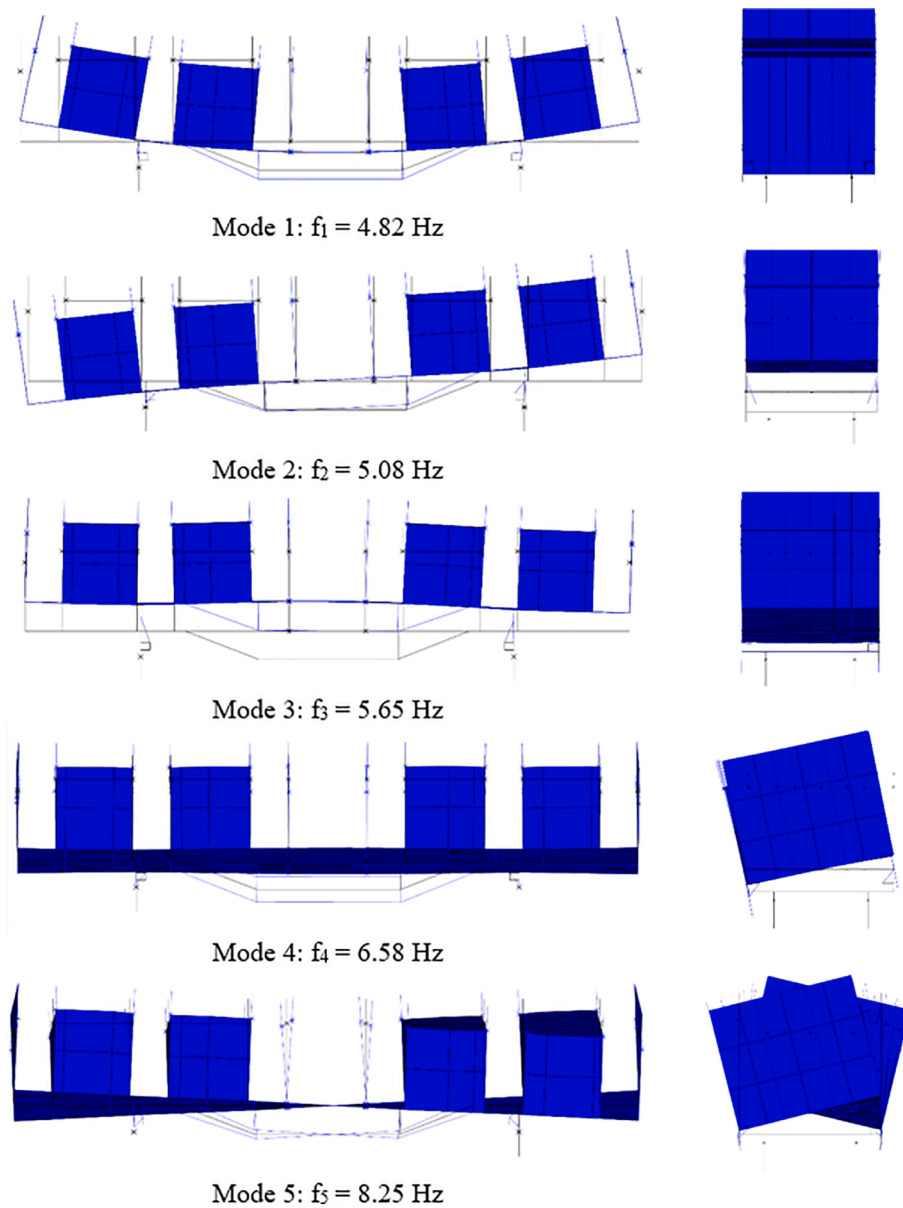 Mode 1: f₁ = 4.82 Hz
Mode 2: f₂ = 5.08 Hz
Mode 3: f₃ = 5.65 Hz
Mode 4: f₄ = 6.58 Hz
Mode 5: f₅ = 8.25 Hz